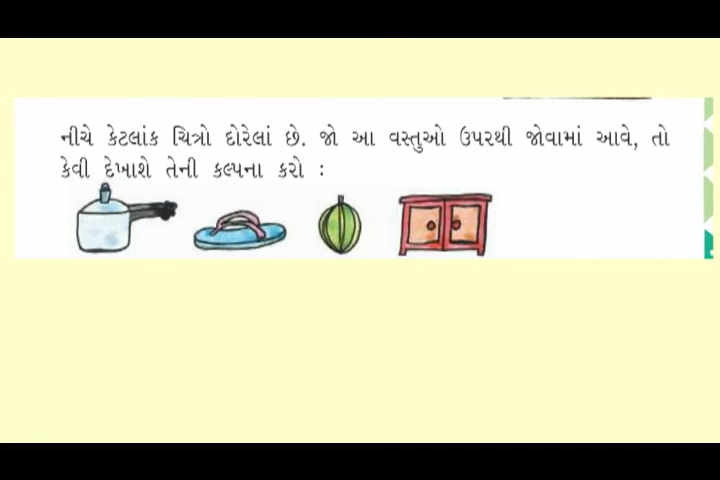 નીચે કેટલાંક ચિત્રો દોરેલાં છે. જો આ વસ્તુઓ ઉપરથી જોવામાં આવે, તો
કેવી દેખાશે તેની કલ્પના કરો :